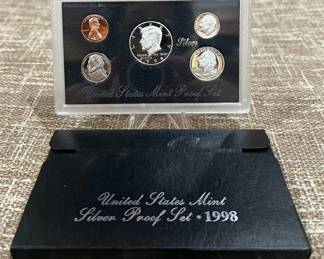 Silver
United States Mint Proof Set
United States Mint
Silver Proof Set • 1998